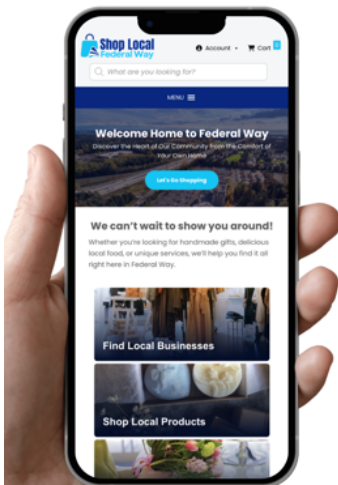 Shop Local
Federal Way
Account
Cart
0
What are you looking for?
MENU
Welcome Home to Federal Way
Discover the Heart of Our Community from the Comfort of
Your Own Home
Let's Go Shopping
We can't wait to show you around!
Whether you're looking for handmade gifts, delicious
local food, or unique services, we'll help you find it all
right here in Federal Way.
Find Local Businesses
Shop Local Products